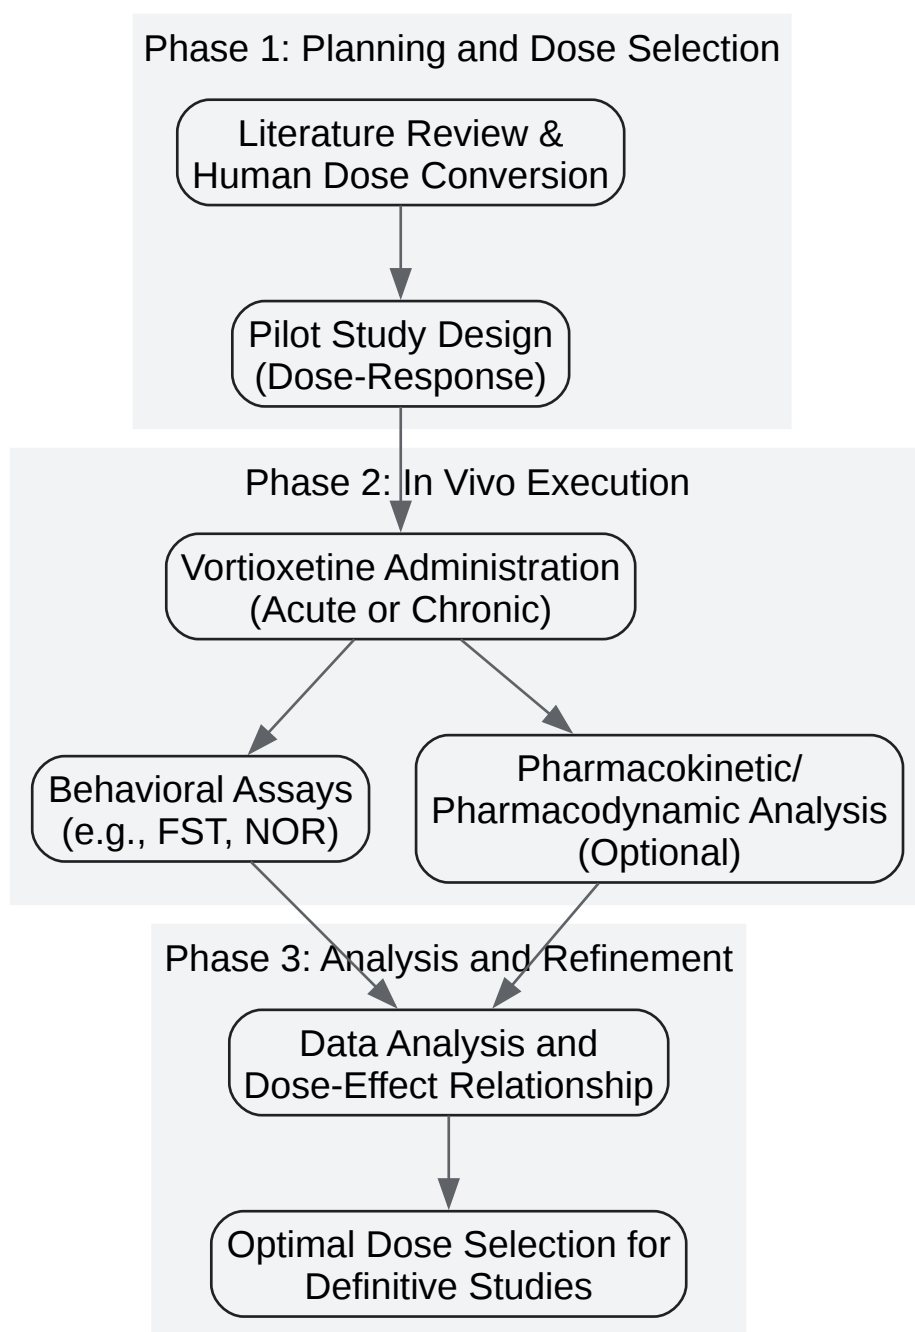 Phase 1: Planning and Dose Selection
Literature Review &
Human Dose Conversion
Pilot Study Design
(Dose-Response)
Phase 2: In Vivo Execution
Vortioxetine Administration
(Acute or Chronic)
Behavioral Assays
(e.g., FST, NOR)
Pharmacokinetic/
Pharmacodynamic Analysis
(Optional)
Phase 3: Analysis and Refinement
Data Analysis and
Dose-Effect Relationship
Optimal Dose Selection for
Definitive Studies